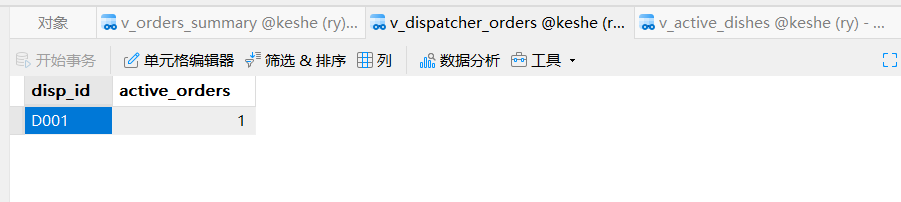 对象 v_orders_summary @keshe (ry)... v_dispatcher_orders @keshe (r... v_active_dishes @keshe (ry) - ...
开始事务 单元格编辑器 筛选 & 排序 列 数据分析 工具
disp_id active_orders
D001 1